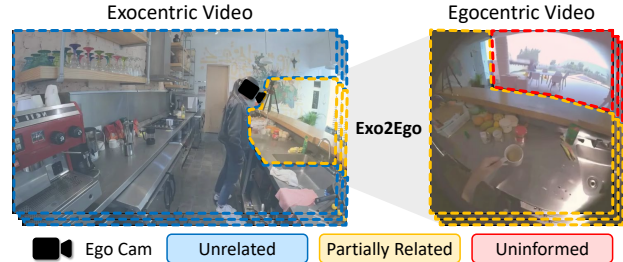 Exocentric Video
Egocentric Video
Exo2Ego
Ego Cam
Unrelated
Partially Related
Uninformed